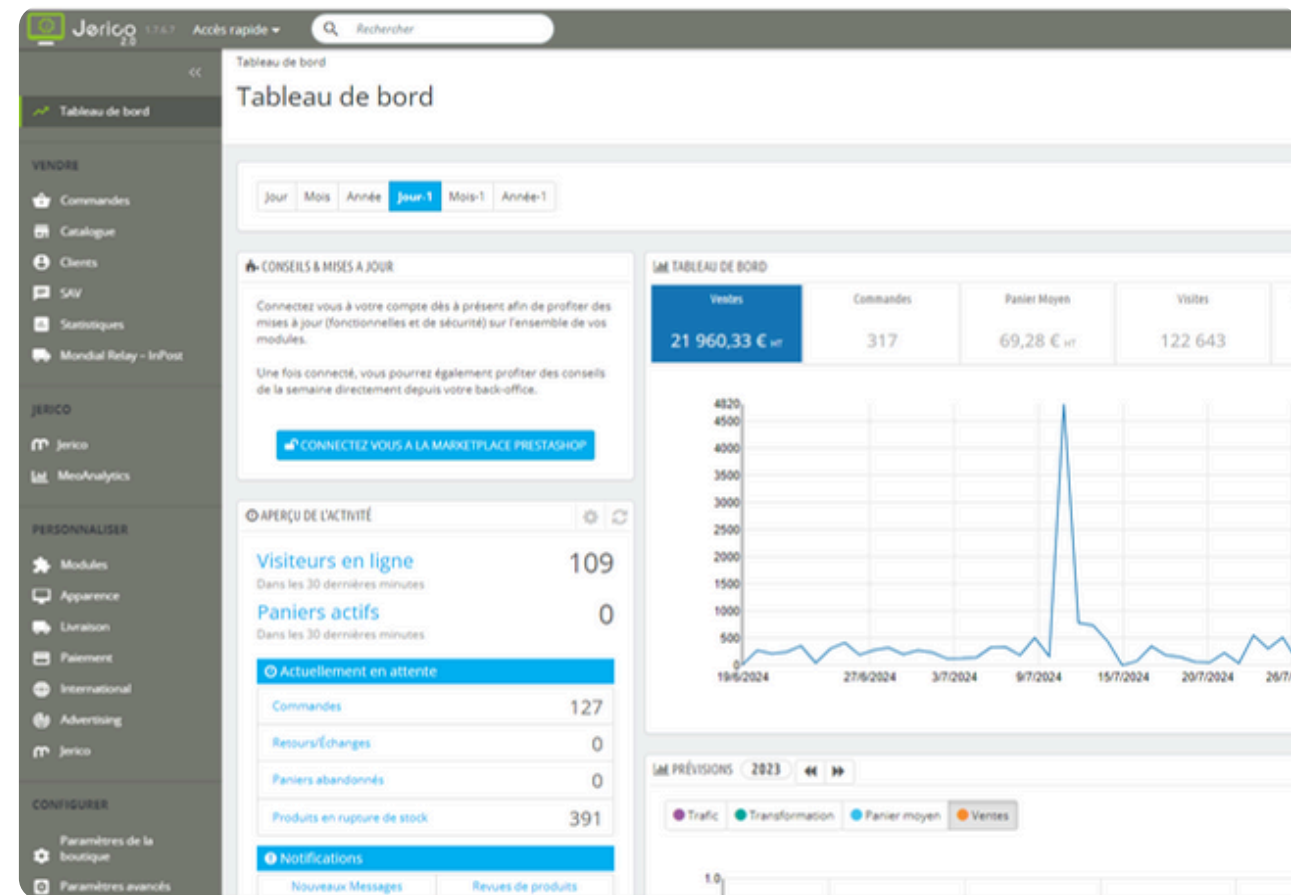 Jerico 2.0 1.7.6.7 Accès rapide Rechercher
Tableau de bord
Tableau de bord
Tableau de bord
VENDRE
Commandes
Catalogue
Clients
SAV
Statistiques
Mondial Relay – InPost
JERICO
Jerico
MeoAnalytics
PERSONNALISER
Modules
Apparence
Livraison
Paiement
International
Advertising
Jerico
CONFIGURER
Paramètres de la
boutique
Paramètres avancés
Jour Mois Année Jour-1 Mois-1 Année-1
CONSEILS & MISES A JOUR
Connectez vous à votre compte dès à présent afin de profiter des
mises à jour (fonctionnelles et de sécurité) sur l'ensemble de vos
modules.
Une fois connecté, vous pourrez également profiter des conseils
de la semaine directement depuis votre back-office.
CONNECTEZ VOUS A LA MARKETPLACE PRESTASHOP
APERÇU DE L'ACTIVITÉ
Visiteurs en ligne 109
Dans les 30 dernières minutes
Paniers actifs 0
Dans les 30 dernières minutes
Actuellement en attente
Commandes 127
Retours/Échanges 0
Paniers abandonnés 0
Produits en rupture de stock 391
Notifications
Nouveaux Messages Revues de produits
TABLEAU DE BORD
Ventes Commandes Panier Moyen Visites
21 960,33 € HT 317 69,28 € HT 122 643
4820
4500
4000
3500
3000
2500
2000
1500
1000
500
0
19/6/2024 27/6/2024 3/7/2024 9/7/2024 15/7/2024 20/7/2024 26/7/
PRÉVISIONS 2023
Trafic Transformation Panier moyen Ventes
1.0